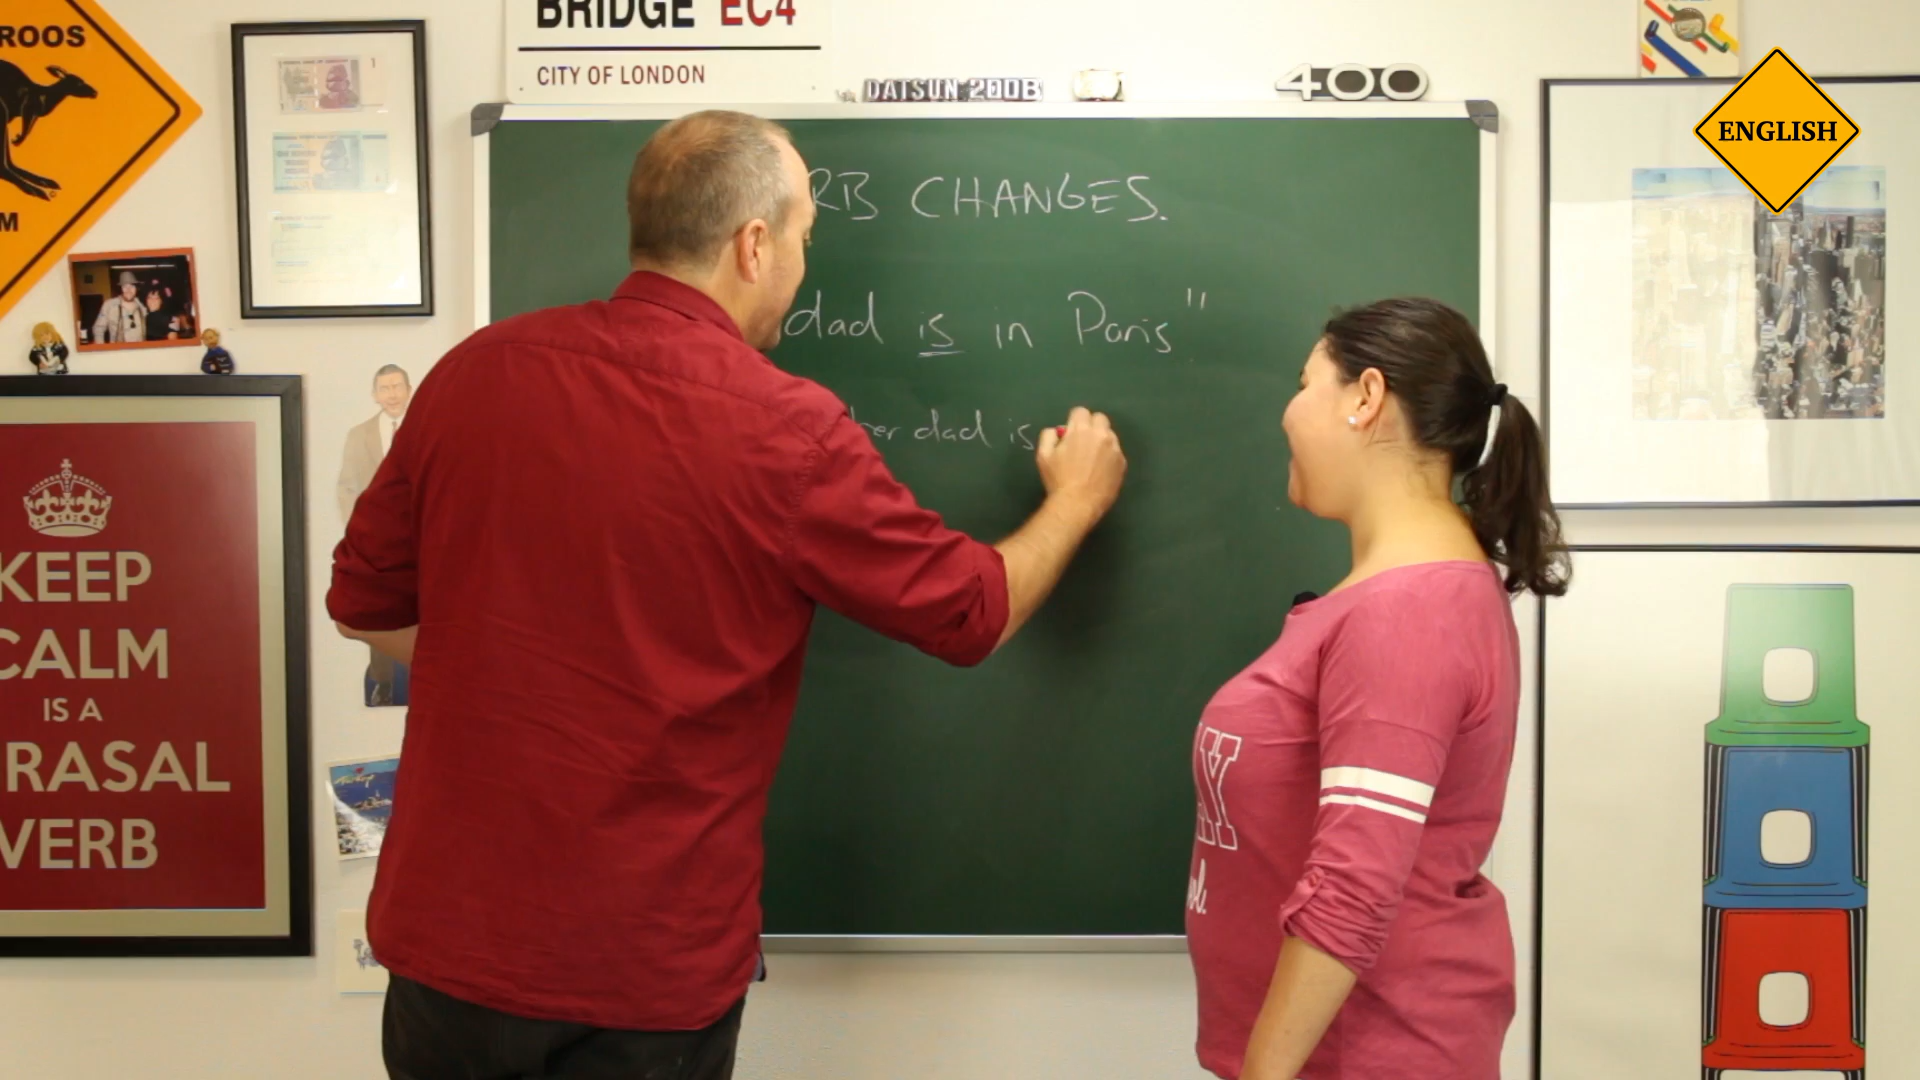 ROOS
M
BRIDGE EC4
CITY OF LONDON
DATSUN 200B
400
ENGLISH
RB CHANGES.
dad is in Paris"
her dad is
KEEP
CALM
IS A
RASAL
VERB